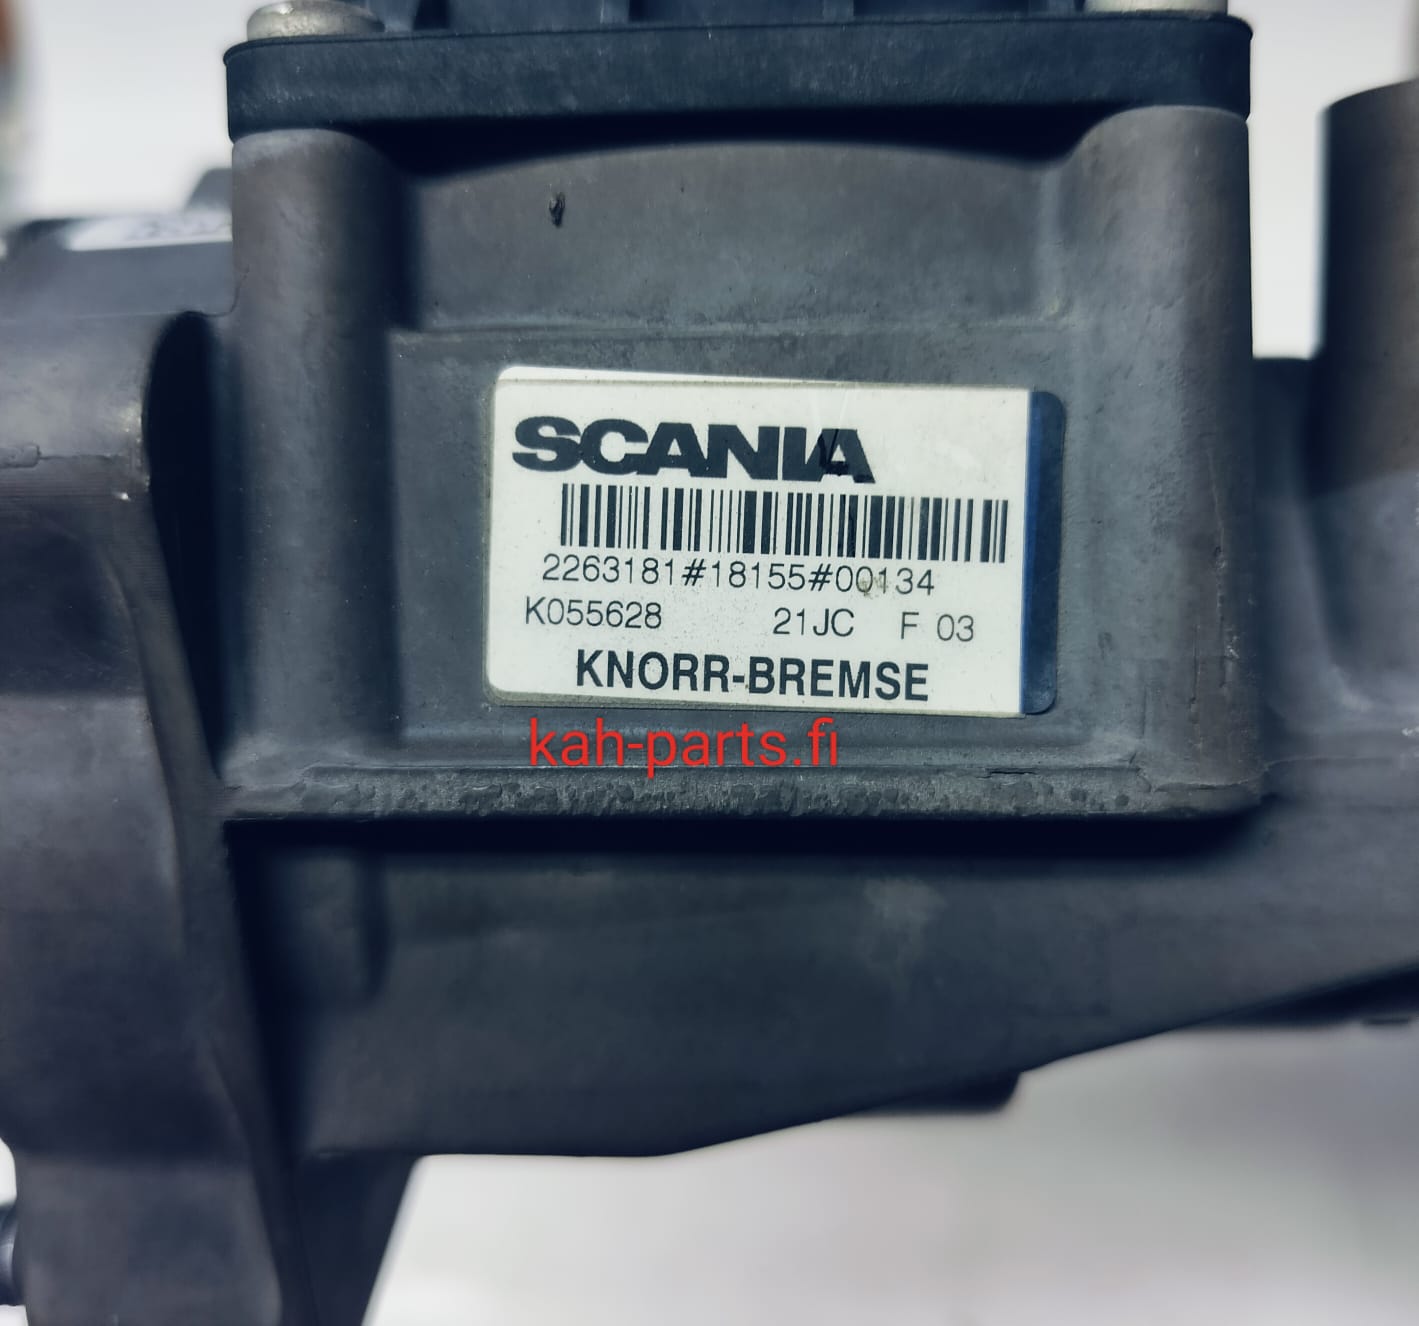 SCANIA
2263181#18155#00134
K055628 21JC F 03
KNORR-BREMSE
kah-parts.fi